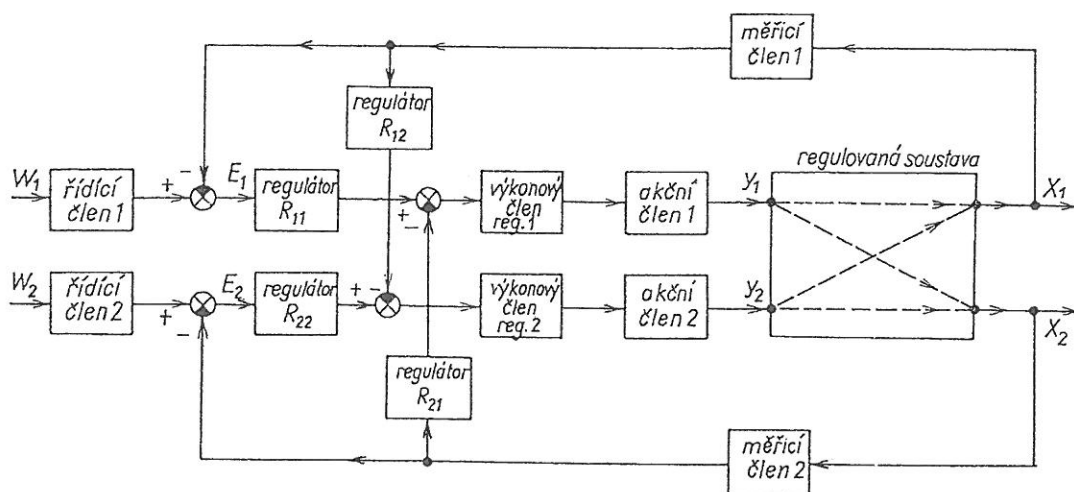 měřicí
člen 1
regulátor
R12
regulovaná soustava
W1
řídící
člen 1
+
-
E1
regulátor
R11
+
-
výkonový
člen
reg.1
akční
člen 1
y1
X1
W2
řídící
člen 2
+
-
E2
regulátor
R22
+
-
výkonový
člen
reg.2
akční
člen 2
y2
X2
regulátor
R21
měřicí
člen 2